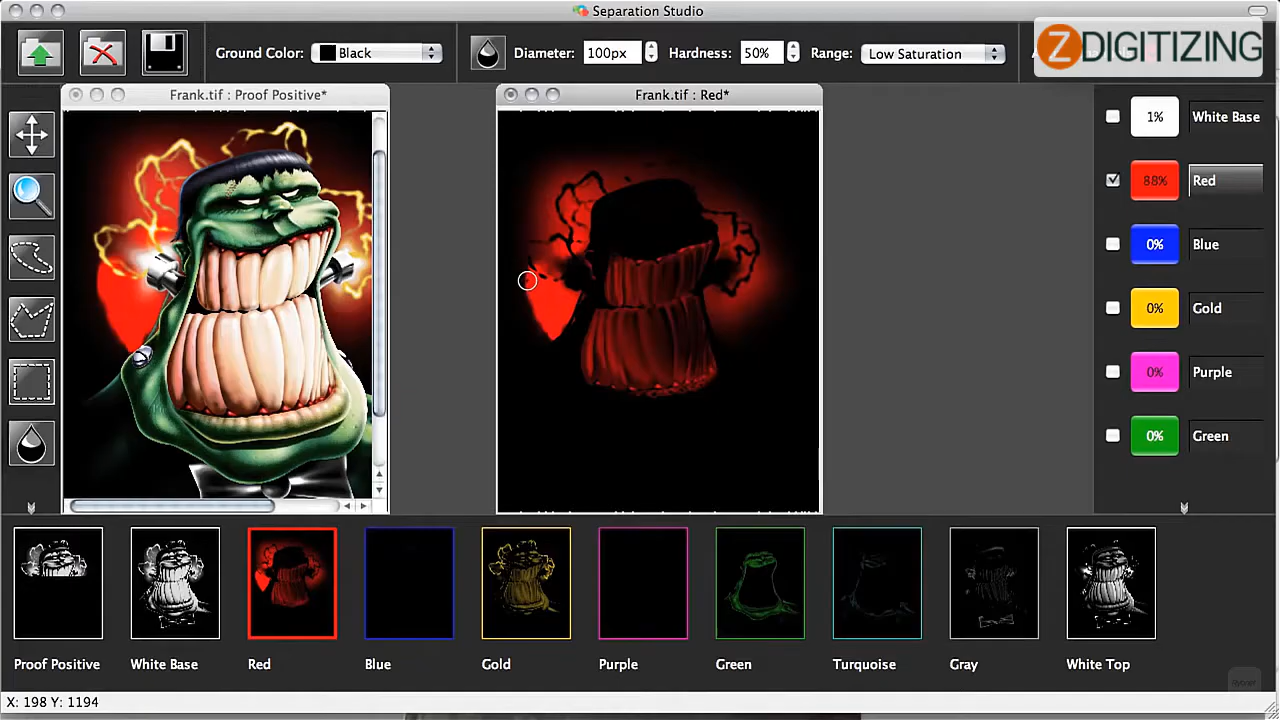 Separation Studio
Ground Color: Black Diameter: 100px Hardness: 50% Range: Low Saturation
ZDIGITIZING
Frank.tif : Proof Positive*
Frank.tif : Red*
1% White Base
88% Red
0% Blue
0% Gold
0% Purple
0% Green
Proof Positive White Base Red Blue Gold Purple Green Turquoise Gray White Top
X: 198 Y: 1194